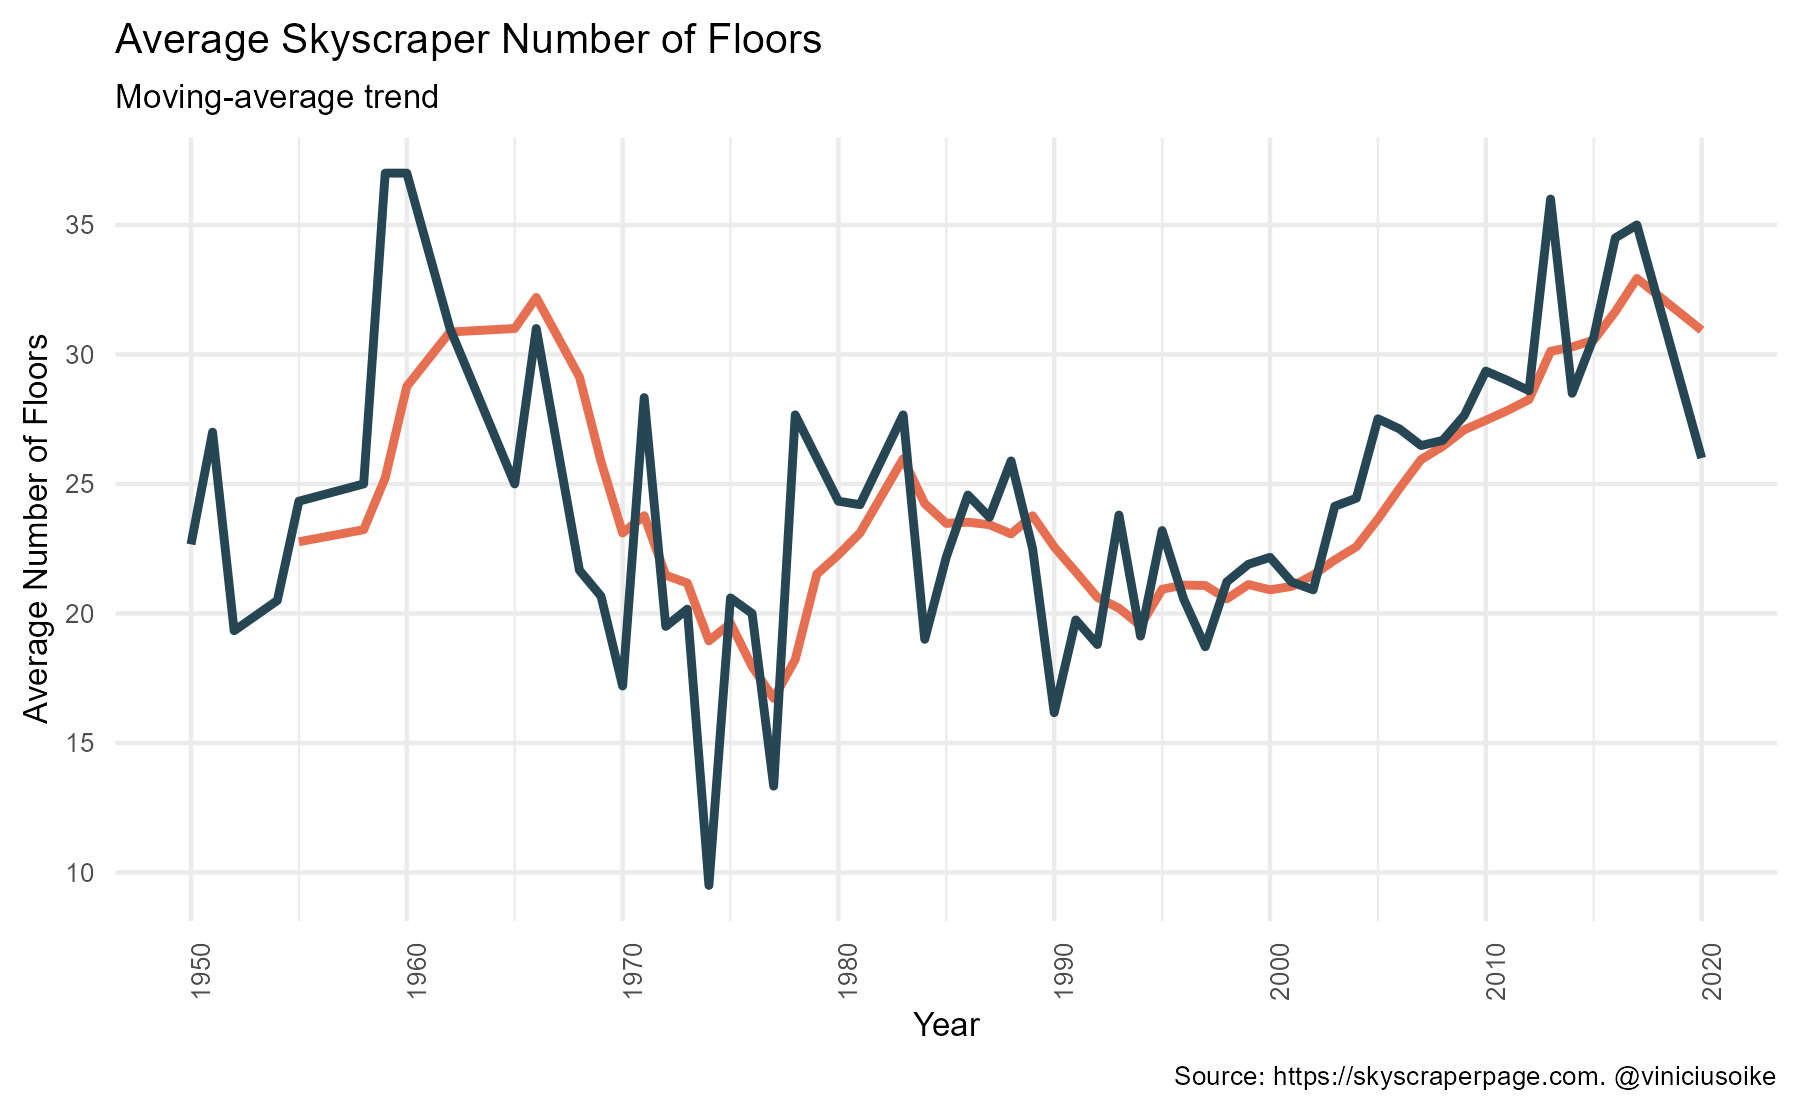 Average Skyscraper Number of Floors
Moving-average trend
Average Number of Floors
35
30
25
20
15
10
1950
1960
1970
1980
1990
2000
2010
2020
Year
Source: https://skyscraperpage.com. @viniciusoike